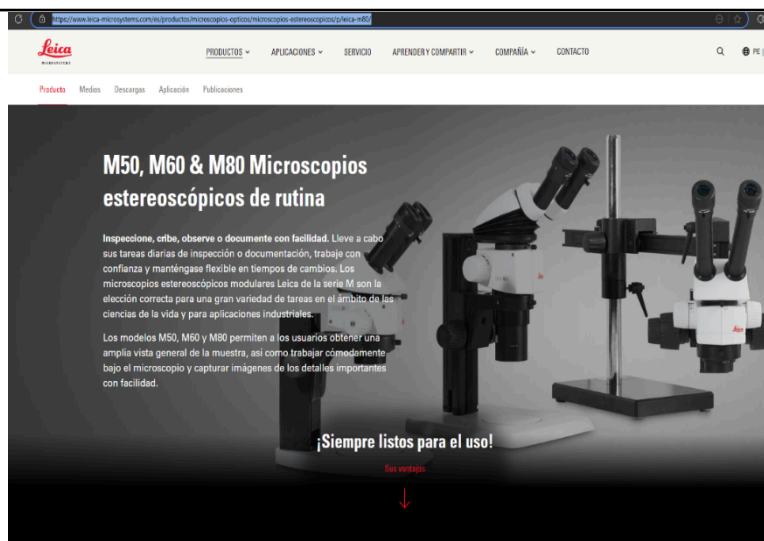 https://www.leica-microsystems.com/es/productos/microscopios-opticos/microscopios-estereoscopicos/p/leica-m80/
Leica
MICROSYSTEMS
PRODUCTOS APLICACIONES SERVICIO APRENDER Y COMPARTIR COMPAÑÍA CONTACTO PE
Producto Medios Descargas Aplicación Publicaciones
M50, M60 & M80 Microscopios
estereoscópicos de rutina
Inspeccione, cribe, observe o documente con facilidad. Lleve a cabo
sus tareas diarias de inspección o documentación, trabaje con
confianza y manténgase flexible en tiempos de cambios. Los
microscopios estereoscópicos modulares Leica de la serie M son la
elección correcta para una gran variedad de tareas en el ámbito de las
ciencias de la vida y para aplicaciones industriales.
Los modelos M50, M60 y M80 permiten a los usuarios obtener una
amplia vista general de la muestra, así como trabajar cómodamente
bajo el microscopio y capturar imágenes de los detalles importantes
con facilidad.
¡Siempre listos para el uso!
Sus ventajas